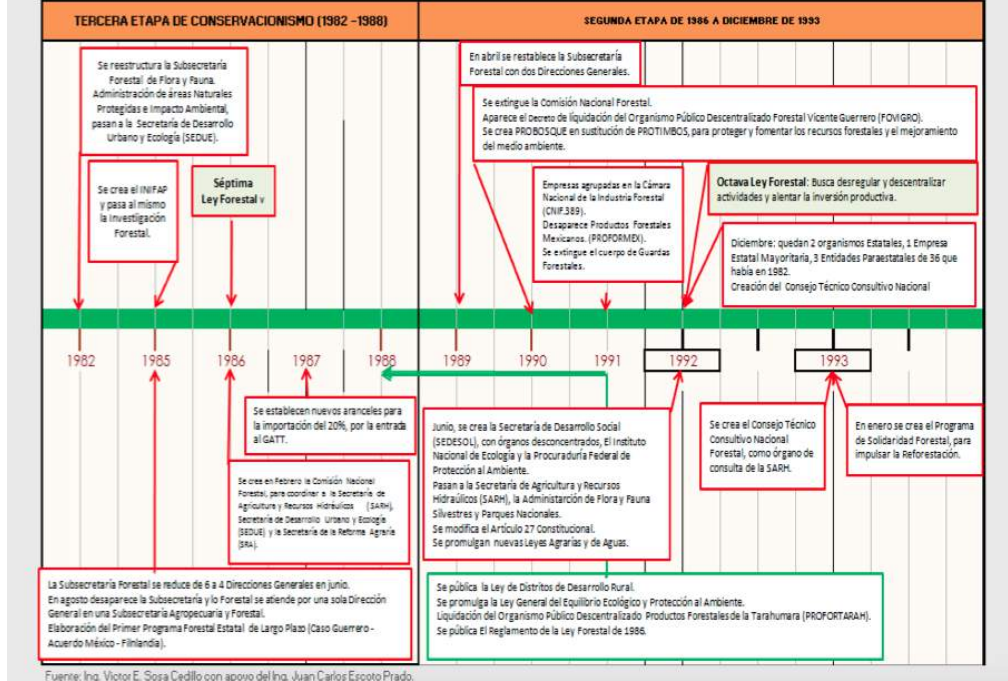 TERCERA ETAPA DE CONSERVACIONISMO (1982 -1988)
SEGUNDA ETAPA DE 1986 A DICIEMBRE DE 1993
Se reestructura la Subsecretaría
Forestal de Flora y Fauna.
Administración de áreas Naturales
Protegidas e Impacto Ambiental,
pasan a la Secretaría de Desarrollo
Urbano y Ecología (SEDUE).
Se crea el INIFAP
y pasa al mismo
la Investigación
Forestal.
Séptima
Ley Forestal v
En abril se restablece la Subsecretaría
Forestal con dos Direcciones Generales.
Se extingue la Comisión Nacional Forestal.
Aparece el Decreto de liquidación del Organismo Público Descentralizado Forestal Vicente Guerrero (FOVIGRO).
Se crea PROBOSQUE en sustitución de PROTIMBOS, para proteger y fomentar los recursos forestales y el mejoramiento
del medio ambiente.
Empresas agrupadas en la Cámara
Nacional de la Industria Forestal
(CNIF.389).
Desaparece Productos Forestales
Mexicanos. (PROFORMEX).
Se extingue el cuerpo de Guardas
Forestales.
Octava Ley Forestal: Busca desregular y descentralizar
actividades y alentar la inversión productiva.
Diciembre: quedan 2 organismos Estatales, 1 Empresa
Estatal Mayoritaria, 3 Entidades Paraestatales de 36 que
había en 1982.
Creación del Consejo Técnico Consultivo Nacional
1982 1985 1986 1987 1988 1989 1990 1991 1992 1993
Se establecen nuevos aranceles para
la importación del 20%, por la entrada
al GATT.
Se crea en Febrero la Comisión Nacional
Forestal, para coordinar a la Secretaría de
Agricultura y Recursos Hidráulicos (SARH),
Secretaría de Desarrollo Urbano y Ecología
(SEDUE) y la Secretaría de la Reforma Agraria
(SRA).
La Subsecretaría Forestal se reduce de 6 a 4 Direcciones Generales en junio.
En agosto desaparece la Subsecretaría y lo Forestal se atiende por una sola Dirección
General en una Subsecretaría Agropecuaria y Forestal.
Elaboración del Primer Programa Forestal Estatal de Largo Plazo (Caso Guerrero -
Acuerdo México - Filnlandia).
Junio, se crea la Secretaría de Desarrollo Social
(SEDESOL), con órganos desconcentrados, El Instituto
Nacional de Ecología y la Procuraduría Federal de
Protección al Ambiente.
Pasan a la Secretaría de Agricultura y Recursos
Hidráulicos (SARH), la Administarción de Flora y Fauna
Silvestres y Parques Nacionales.
Se modifica el Artículo 27 Constitucional.
Se promulgan nuevas Leyes Agrarías y de Aguas.
Se crea el Consejo Técnico
Consultivo Nacional
Forestal, como órgano de
consulta de la SARH.
En enero se crea el Programa
de Solidaridad Forestal, para
impulsar la Reforestación.
Se pública la Ley de Distritos de Desarrollo Rural.
Se promulga la Ley General del Equilibrio Ecológico y Protección al Ambiente.
Liquidación del Organismo Público Descentralizado Productos Forestales de la Tarahumara (PROFORTARAH).
Se pública El Reglamento de la Ley Forestal de 1986.
Fuente: Ing. Victor E. Sosa Cedillo con apoyo del Ing. Juan Carlos Escoto Prado.